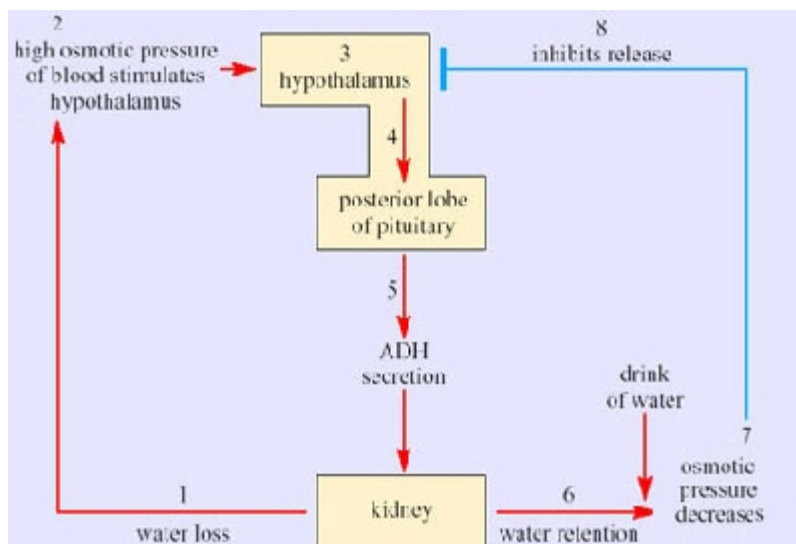 2
high osmotic pressure
of blood stimulates
hypothalamus
3
hypothalamus
8
inhibits release
4
posterior lobe
of pituitary
5
ADH
secretion
drink
of water
7
osmotic
pressure
decreases
1
water loss
kidney
6
water retention